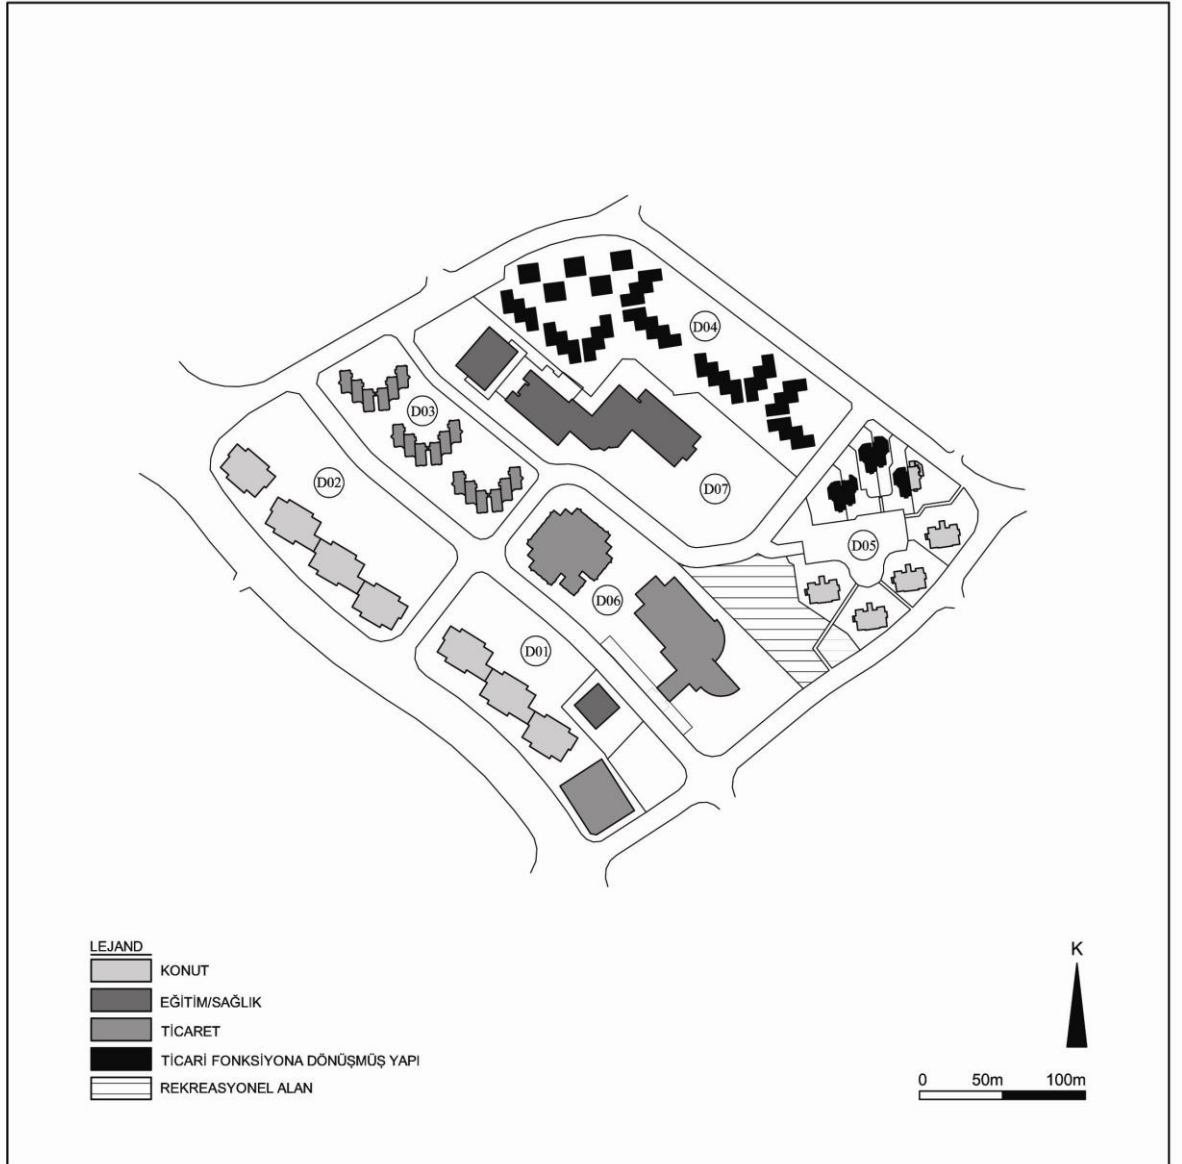 D04
D03
D02
D07
D05
D06
D01
LEJAND
KONUT
EĞİTİM/SAĞLIK
TİCARET
TİCARİ FONKSİYONA DÖNÜŞMÜŞ YAPI
REKREASYONEL ALAN
K
0 50m 100m